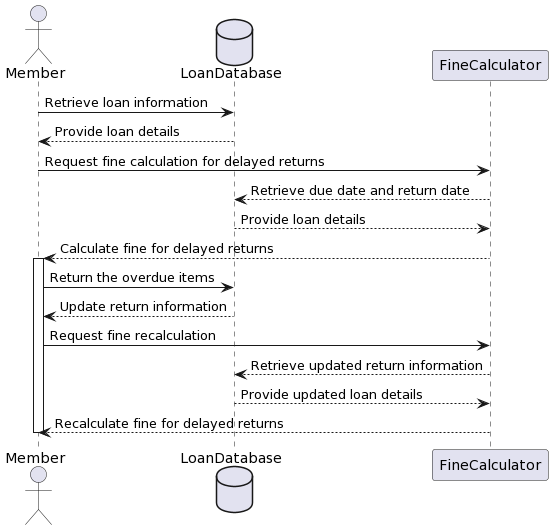 Member
LoanDatabase
FineCalculator
Retrieve loan information
Provide loan details
Request fine calculation for delayed returns
Retrieve due date and return date
Provide loan details
Calculate fine for delayed returns
Return the overdue items
Update return information
Request fine recalculation
Retrieve updated return information
Provide updated loan details
Recalculate fine for delayed returns
Member
LoanDatabase
FineCalculator